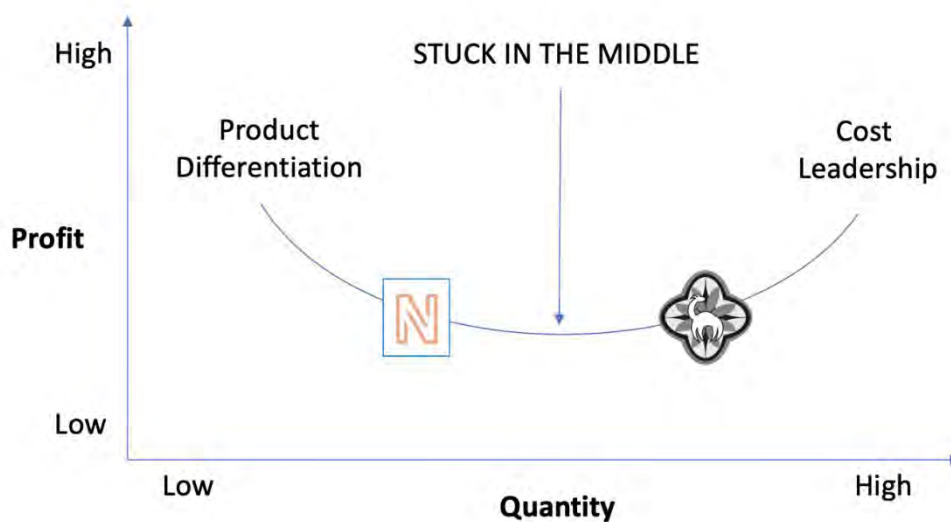 High
STUCK IN THE MIDDLE
Product
Differentiation
Cost
Leadership
Profit
N
Low
Low
High
Quantity